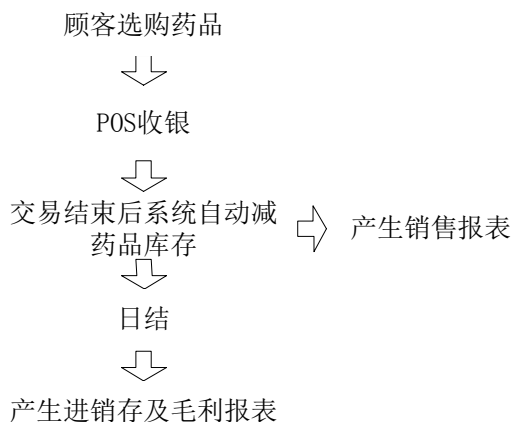 顾客选购药品
POS收银
交易结束后系统自动减
药品库存
产生销售报表
日结
产生进销存及毛利报表